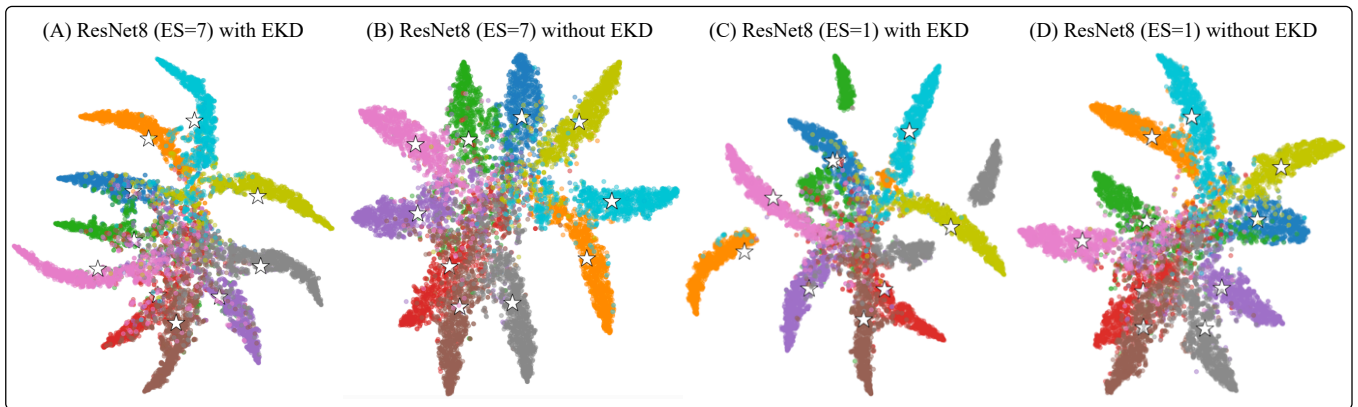 (A) ResNet8 (ES=7) with EKD
(B) ResNet8 (ES=7) without EKD
(C) ResNet8 (ES=1) with EKD
(D) ResNet8 (ES=1) without EKD